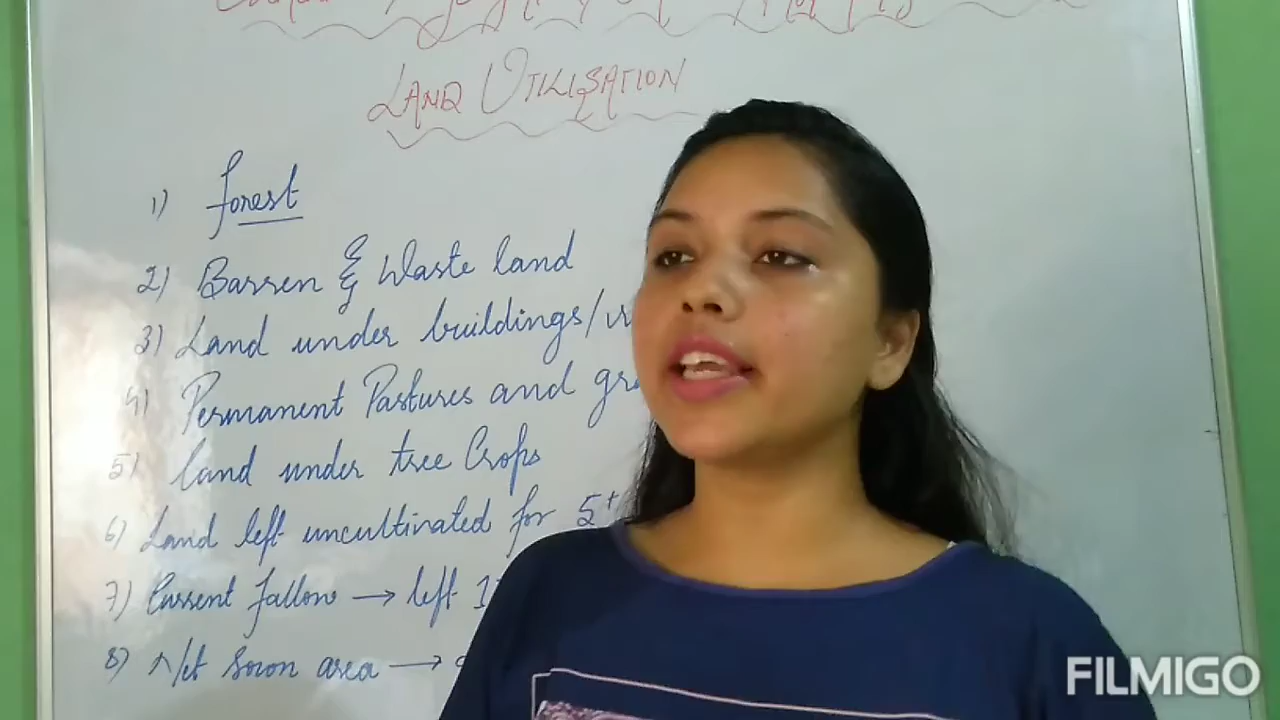 LAND UTILISATION
1) forest
2) Barren & Waste land
3) Land under buildings/
4) Permanent Pastures and
5) land under tree Crops
6) Land left uncultivated for 5+
7) Current fallow → left 1
8) Net sown area →
FILMIGO